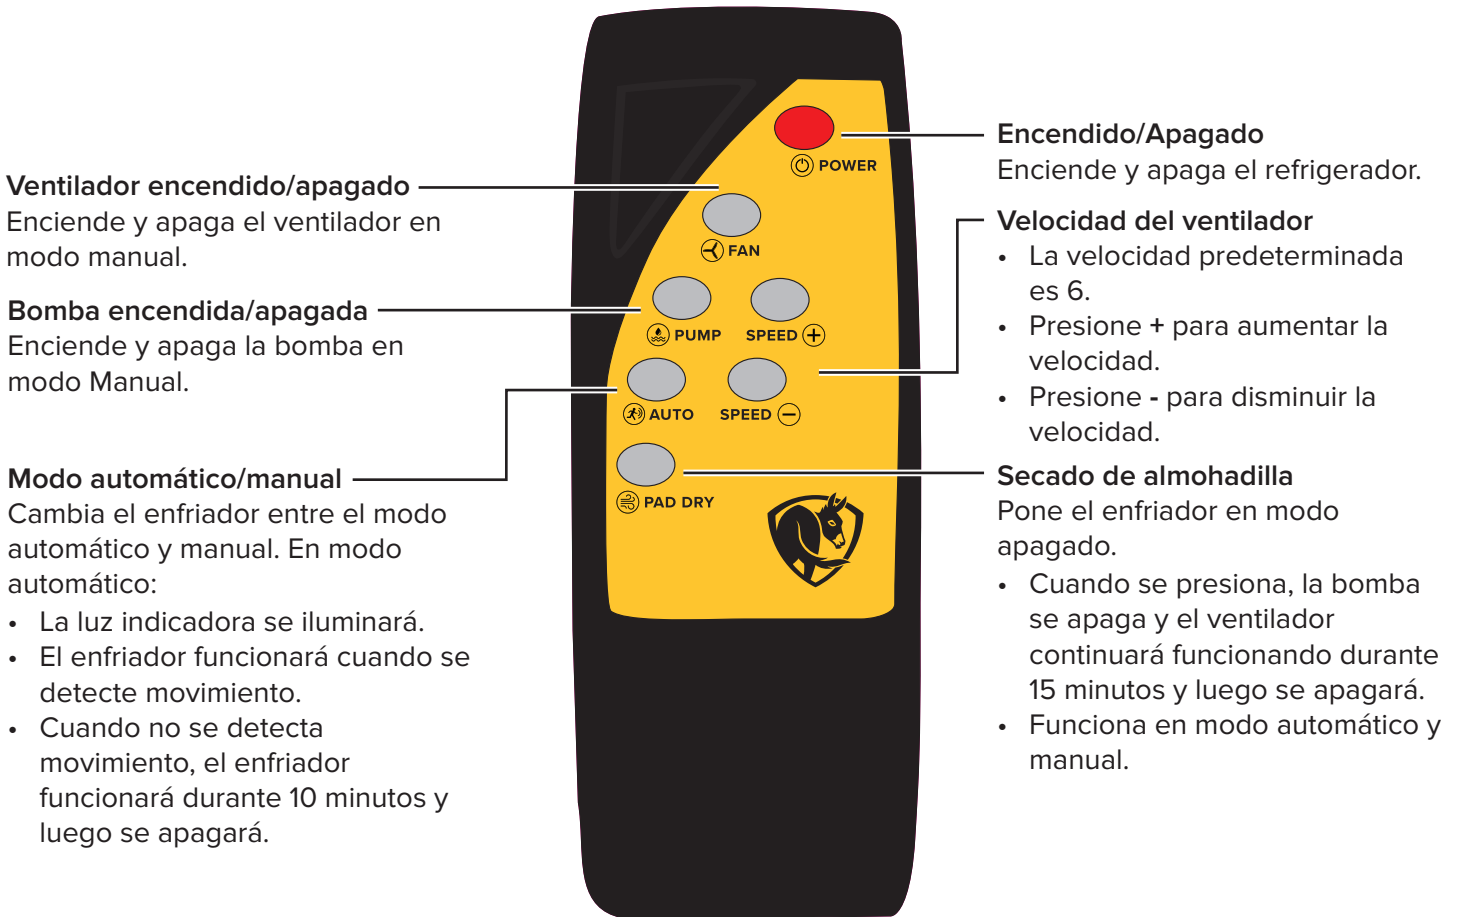 Ventilador encendido/apagado
Enciende y apaga el ventilador en
modo manual.
Bomba encendida/apagada
Enciende y apaga la bomba en
modo Manual.
Modo automático/manual
Cambia el enfriador entre el modo
automático y manual. En modo
automático:
• La luz indicadora se iluminará.
• El enfriador funcionará cuando se
detecte movimiento.
• Cuando no se detecta
movimiento, el enfriador
funcionará durante 10 minutos y
luego se apagará.
POWER
FAN
PUMP SPEED +
AUTO SPEED -
PAD DRY
Encendido/Apagado
Enciende y apaga el refrigerador.
Velocidad del ventilador
• La velocidad predeterminada
es 6.
• Presione + para aumentar la
velocidad.
• Presione - para disminuir la
velocidad.
Secado de almohadilla
Pone el enfriador en modo
apagado.
• Cuando se presiona, la bomba
se apaga y el ventilador
continuará funcionando durante
15 minutos y luego se apagará.
• Funciona en modo automático y
manual.